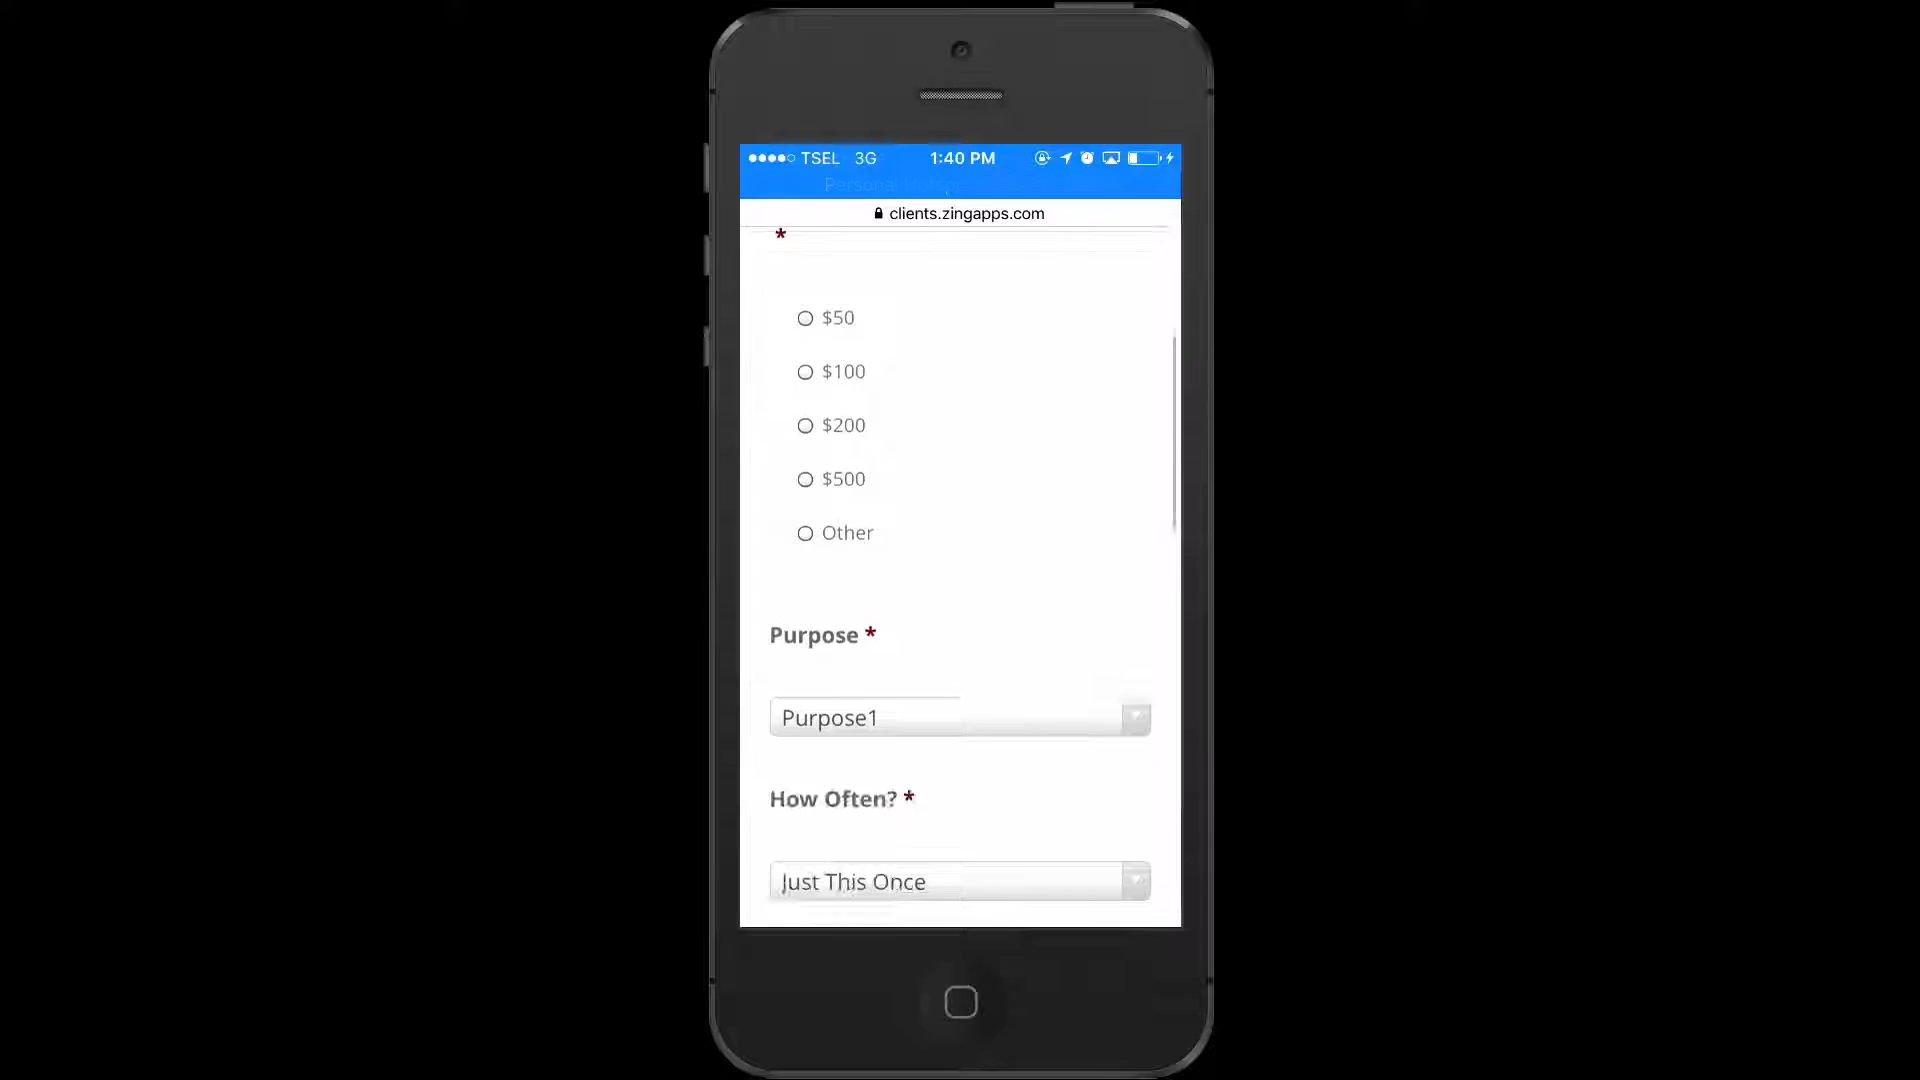 TSEL 3G 1:40 PM
Personal
clients.zingapps.com
*
$50
$100
$200
$500
Other
Purpose *
Purpose1
How Often? *
Just This Once